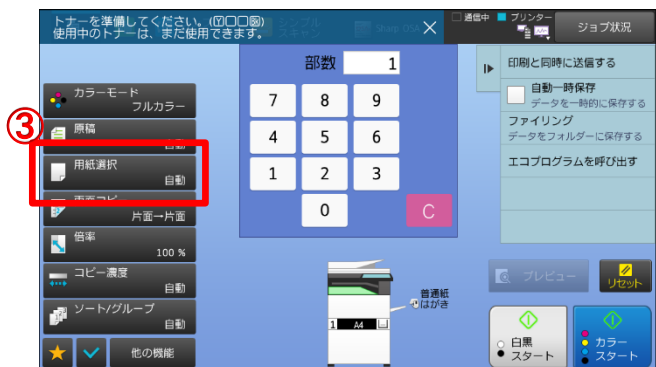 トナーを準備してください。(Ⓨ□□Ⓜ)
使用中のトナーは、まだ使用できます。
Sharp OSA
通信中
プリンター
ジョブ状況
③
カラーモード
フルカラー
原稿
自動
用紙選択
自動
両面コピー
片面→片面
倍率
100 %
コピー濃度
自動
ソート/グループ
自動
他の機能
部数 1
7 8 9
4 5 6
1 2 3
0 C
普通紙
はがき
1 A4
印刷と同時に送信する
自動一時保存
データを一時的に保存する
ファイリング
データをフォルダーに保存する
エコプログラムを呼び出す
プレビュー
リセット
白黒
スタート
カラー
スタート